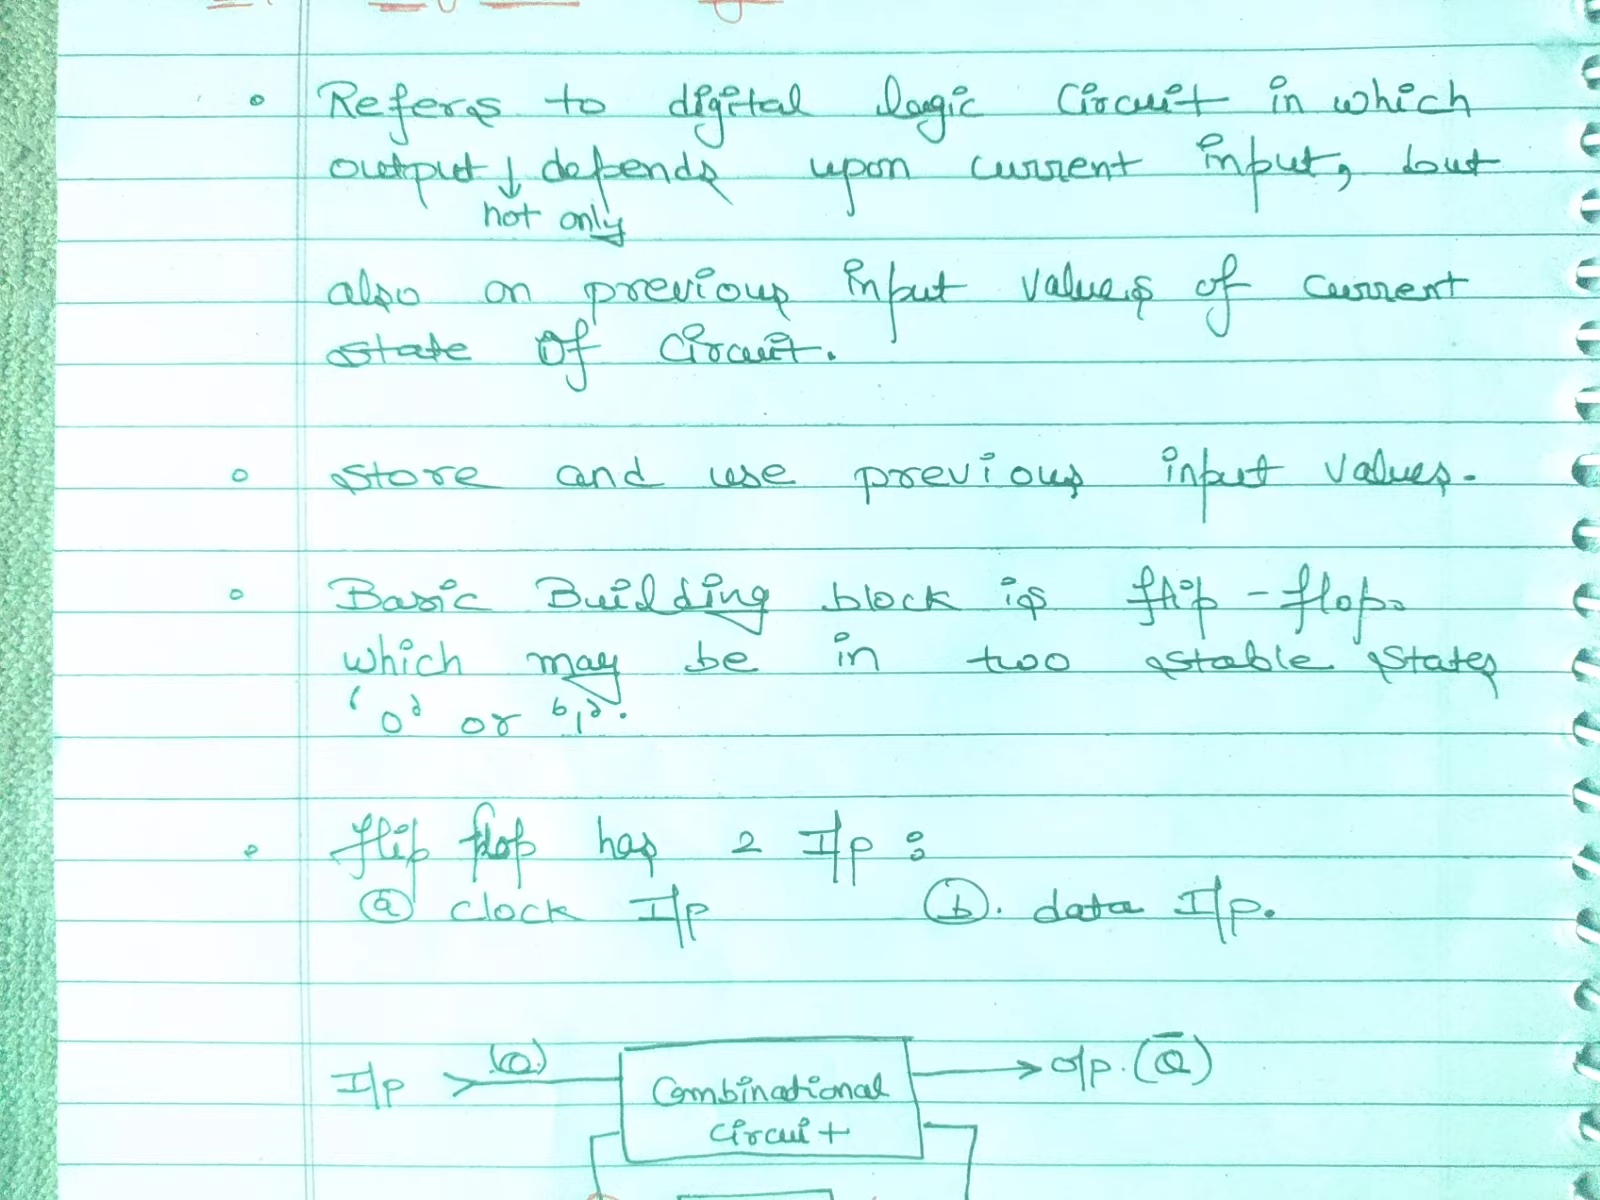 • Refers to digital logic Circuit in which
output ↓ depends upon current input, but
not only
also on previous input values of current
state of circuit.
• store and use previous input values.
• Basic Building block is flip-flop.
which may be in two stable states
'0' or '1'.
• flip flop has 2 I/p :
(a) clock I/p (b). data I/p.
I/p (Q) Combinational circuit → o/p. (Q̅)